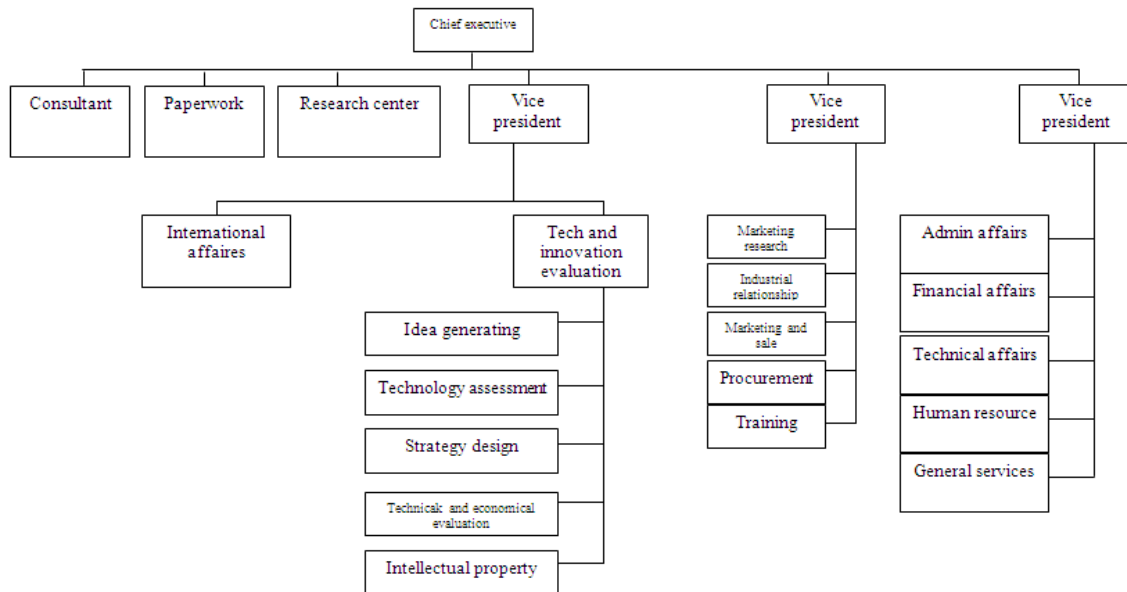 Chief executive
Consultant
Paperwork
Research center
Vice
president
Vice
president
Vice
president
International
affaires
Tech and
innovation
evaluation
Idea generating
Technology assessment
Strategy design
Technicak and economical
evaluation
Intellectual property
Marketing
research
Industrial
relationship
Marketing and
sale
Procurement
Training
Admin affairs
Financial affairs
Technical affairs
Human resource
General services